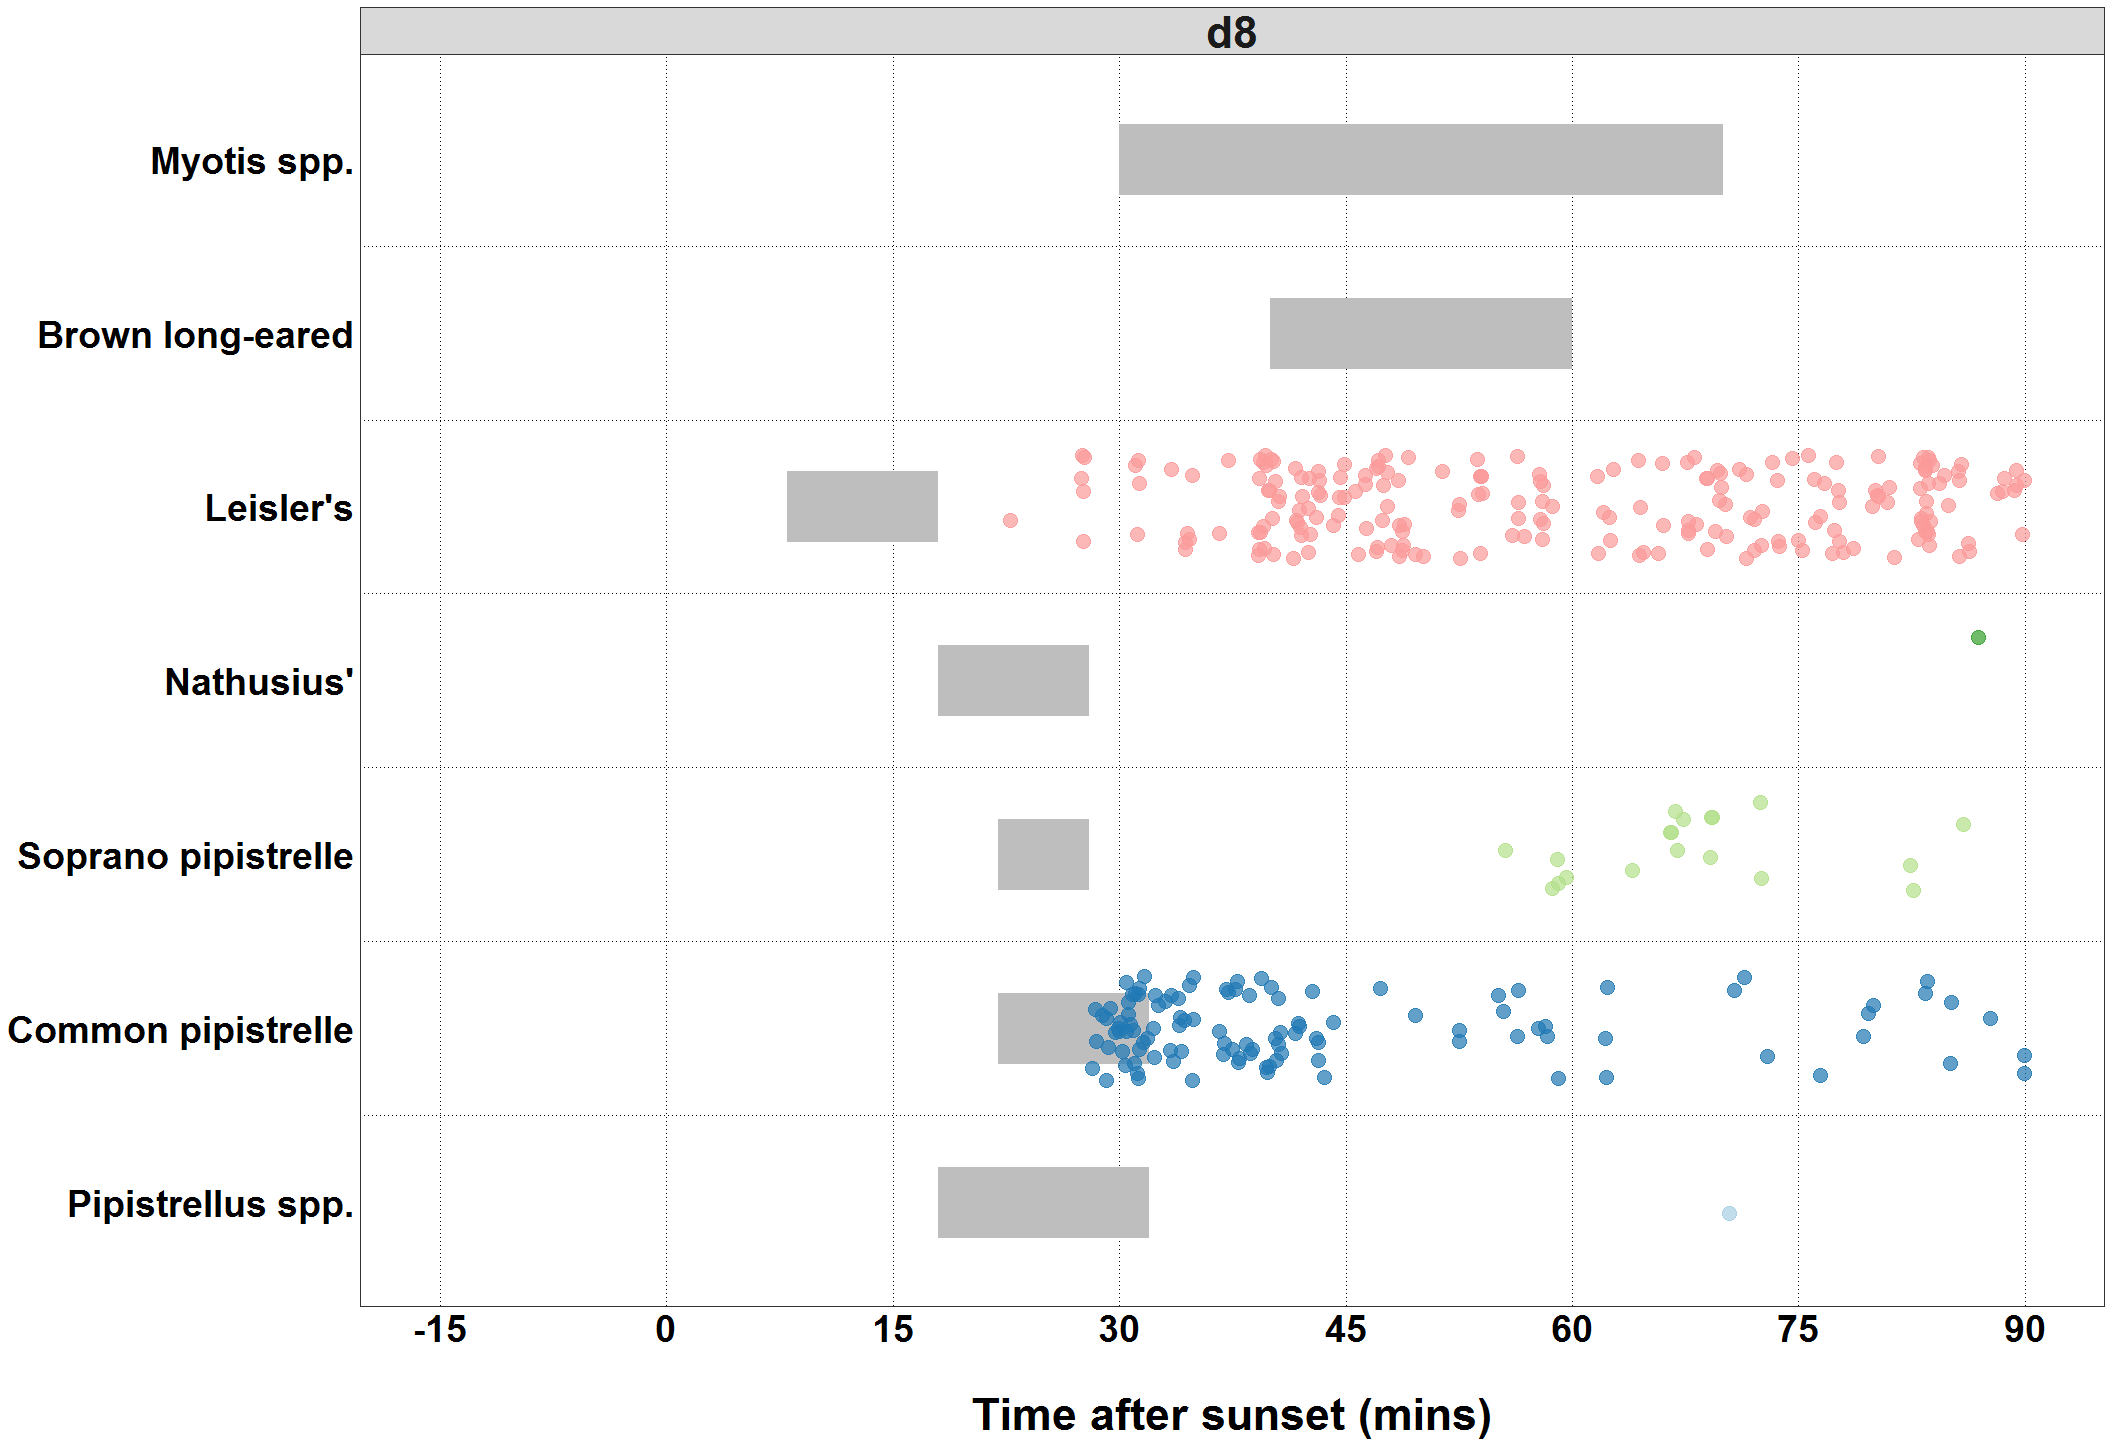 d8
Myotis spp.
Brown long-eared
Leisler's
Nathusius'
Soprano pipistrelle
Common pipistrelle
Pipistrellus spp.
-15 0 15 30 45 60 75 90
Time after sunset (mins)